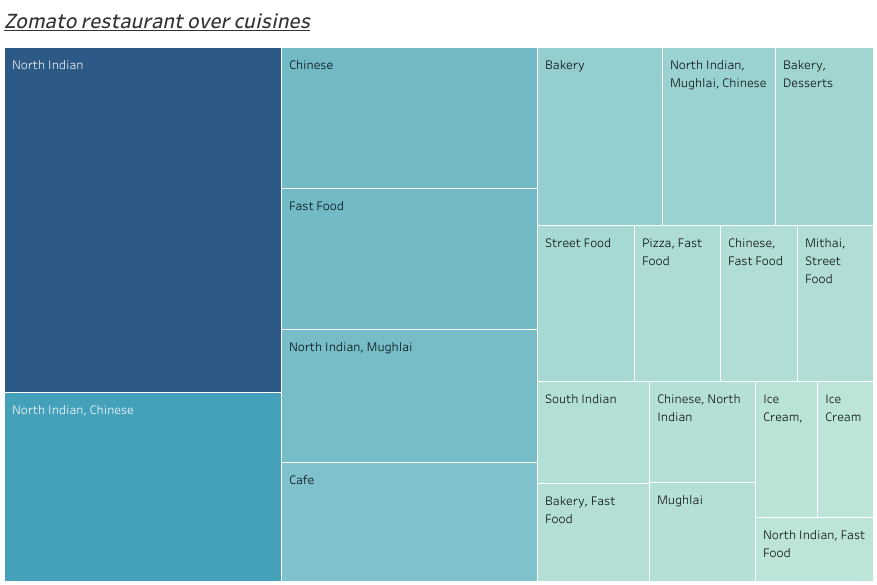 Zomato restaurant over cuisines
North Indian
North Indian, Chinese
Chinese
Fast Food
North Indian, Mughlai
Cafe
Bakery
North Indian,
Mughlai, Chinese
Bakery,
Desserts
Street Food
Pizza, Fast
Food
Chinese,
Fast Food
Mithai,
Street
Food
South Indian
Bakery, Fast
Food
Chinese, North
Indian
Mughlai
Ice
Cream,
Ice
Cream
North Indian, Fast
Food